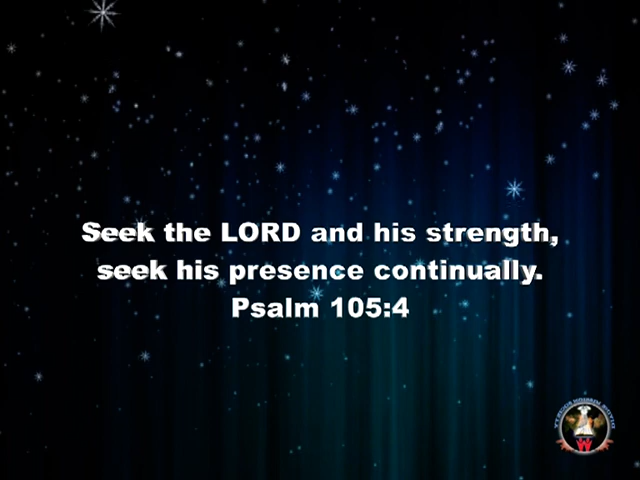 Seek the LORD and his strength,
seek his presence continually.
Psalm 105:4